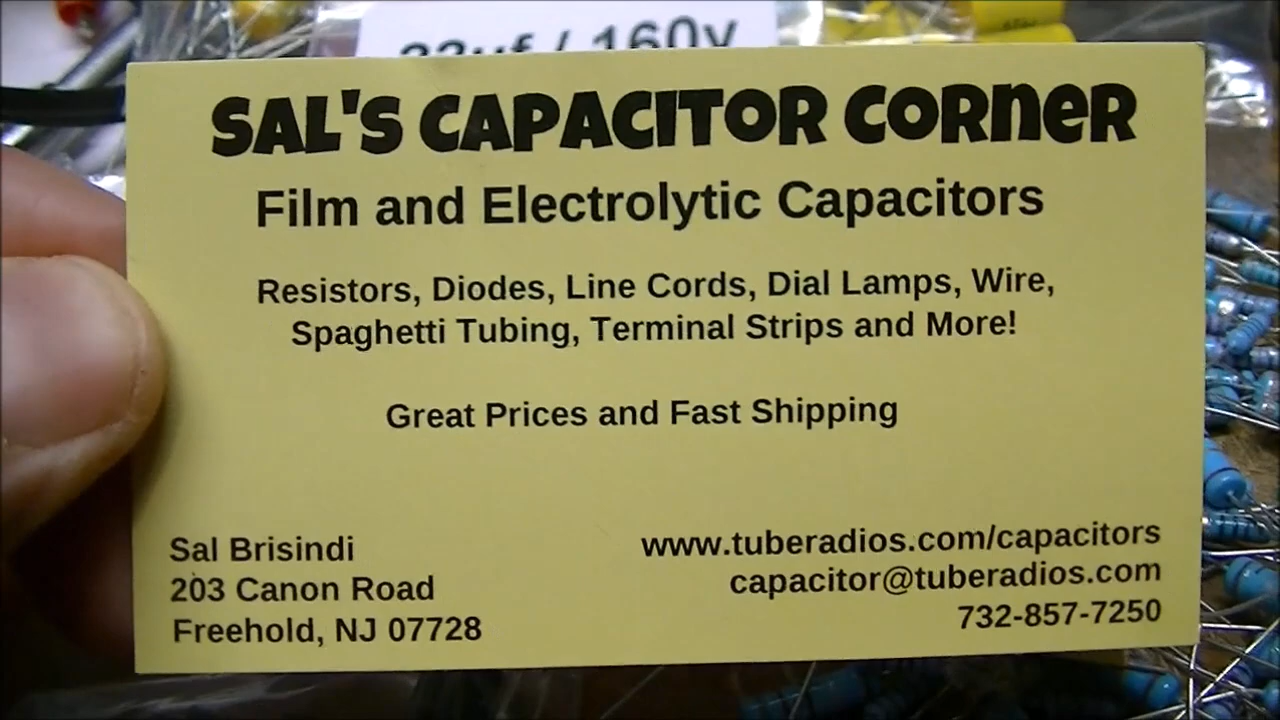 22uf / 160v
SAL'S CAPACITOR CORNER
Film and Electrolytic Capacitors
Resistors, Diodes, Line Cords, Dial Lamps, Wire,
Spaghetti Tubing, Terminal Strips and More!
Great Prices and Fast Shipping
Sal Brisindi
203 Canon Road
Freehold, NJ 07728
www.tuberadios.com/capacitors
capacitor@tuberadios.com
732-857-7250